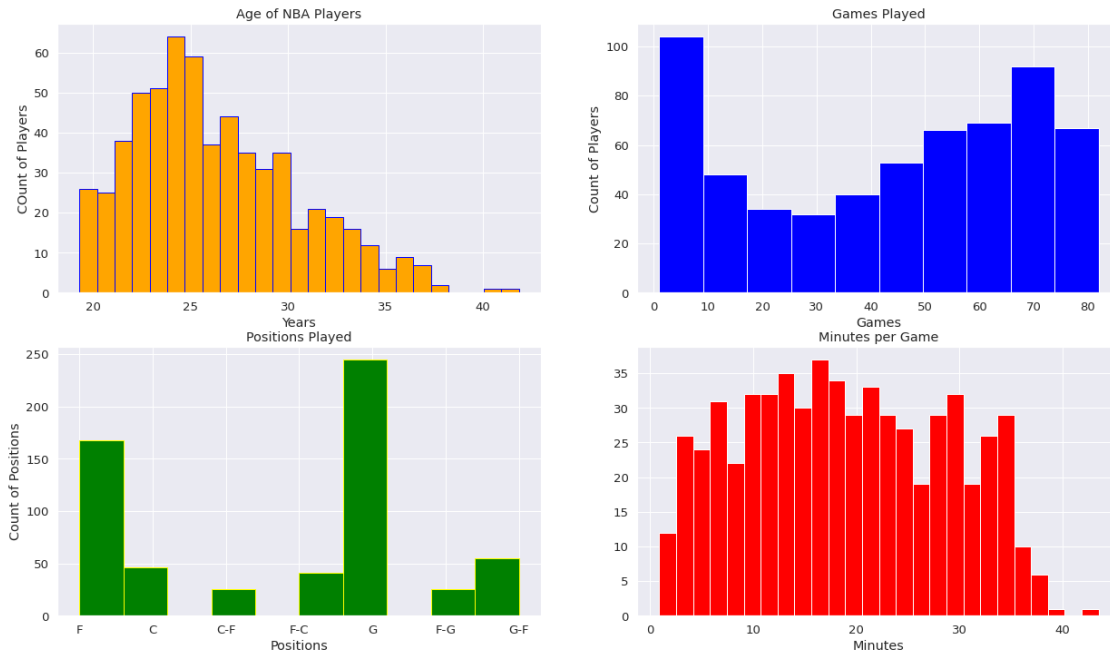 Age of NBA Players
COunt of Players
60
50
40
30
20
10
0
20 25 30 35 40
Years
Games Played
Count of Players
100
80
60
40
20
0
0 10 20 30 40 50 60 70 80
Games
Positions Played
Count of Positions
250
200
150
100
50
0
F C C-F F-C G F-G G-F
Positions
Minutes per Game
35
30
25
20
15
10
5
0
0 10 20 30 40
Minutes